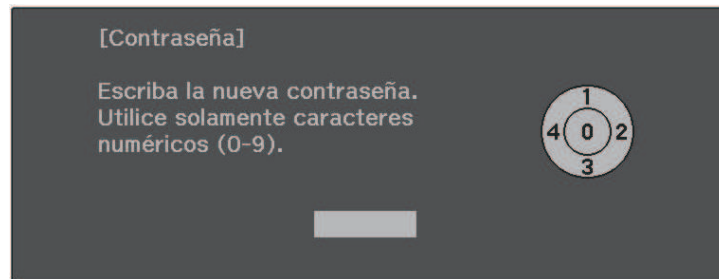 [Contraseña]
Escriba la nueva contraseña.
Utilice solamente caracteres
numéricos (0-9).
1
4 0 2
3